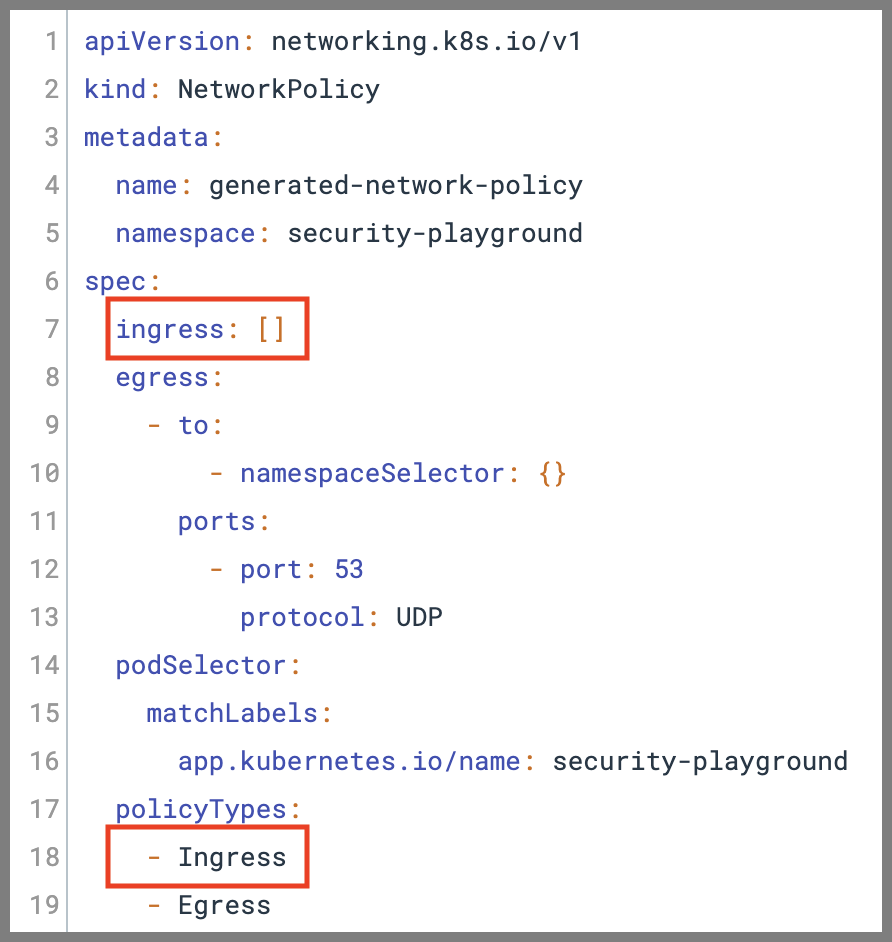 1 apiVersion: networking.k8s.io/v1
2 kind: NetworkPolicy
3 metadata:
4   name: generated-network-policy
5   namespace: security-playground
6 spec:
7   ingress: []
8   egress:
9     - to:
10         - namespaceSelector: {}
11       ports:
12         - port: 53
13           protocol: UDP
14   podSelector:
15     matchLabels:
16       app.kubernetes.io/name: security-playground
17   policyTypes:
18     - Ingress
19     - Egress